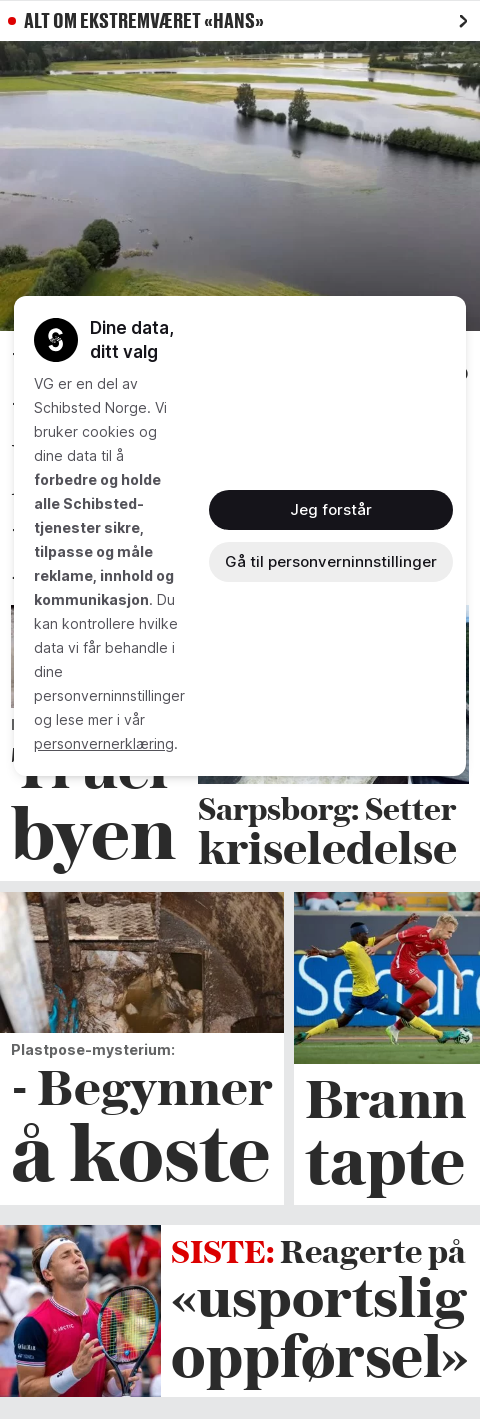 ALT OM EKSTREMVÆRET «HANS»
Dine data,
ditt valg
VG er en del av
Schibsted Norge. Vi
bruker cookies og
dine data til å
forbedre og holde
alle Schibsted-
tjenester sikre,
tilpasse og måle
reklame, innhold og
kommunikasjon. Du
kan kontrollere hvilke
data vi får behandle i
dine
personverninnstillinger
og lese mer i vår
personvernerklæring.
Jeg forstår
Gå til personverninnstillinger
byen
Sarpsborg: Setter
kriseledelse
Plastpose-mysterium:
- Begynner
å koste
Brann
tapte
SISTE: Reagerte på
«usportslig
oppførsel»